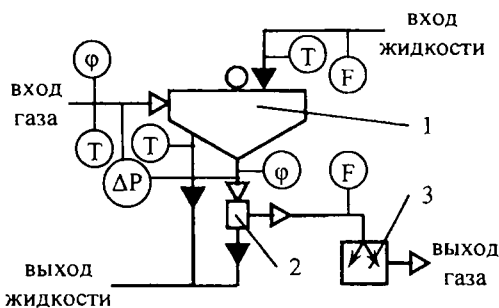 вход
жидкости
φ
T
F
вход
газа
1
T
T
ΔP
φ
F
3
2
выход
газа
выход
жидкости